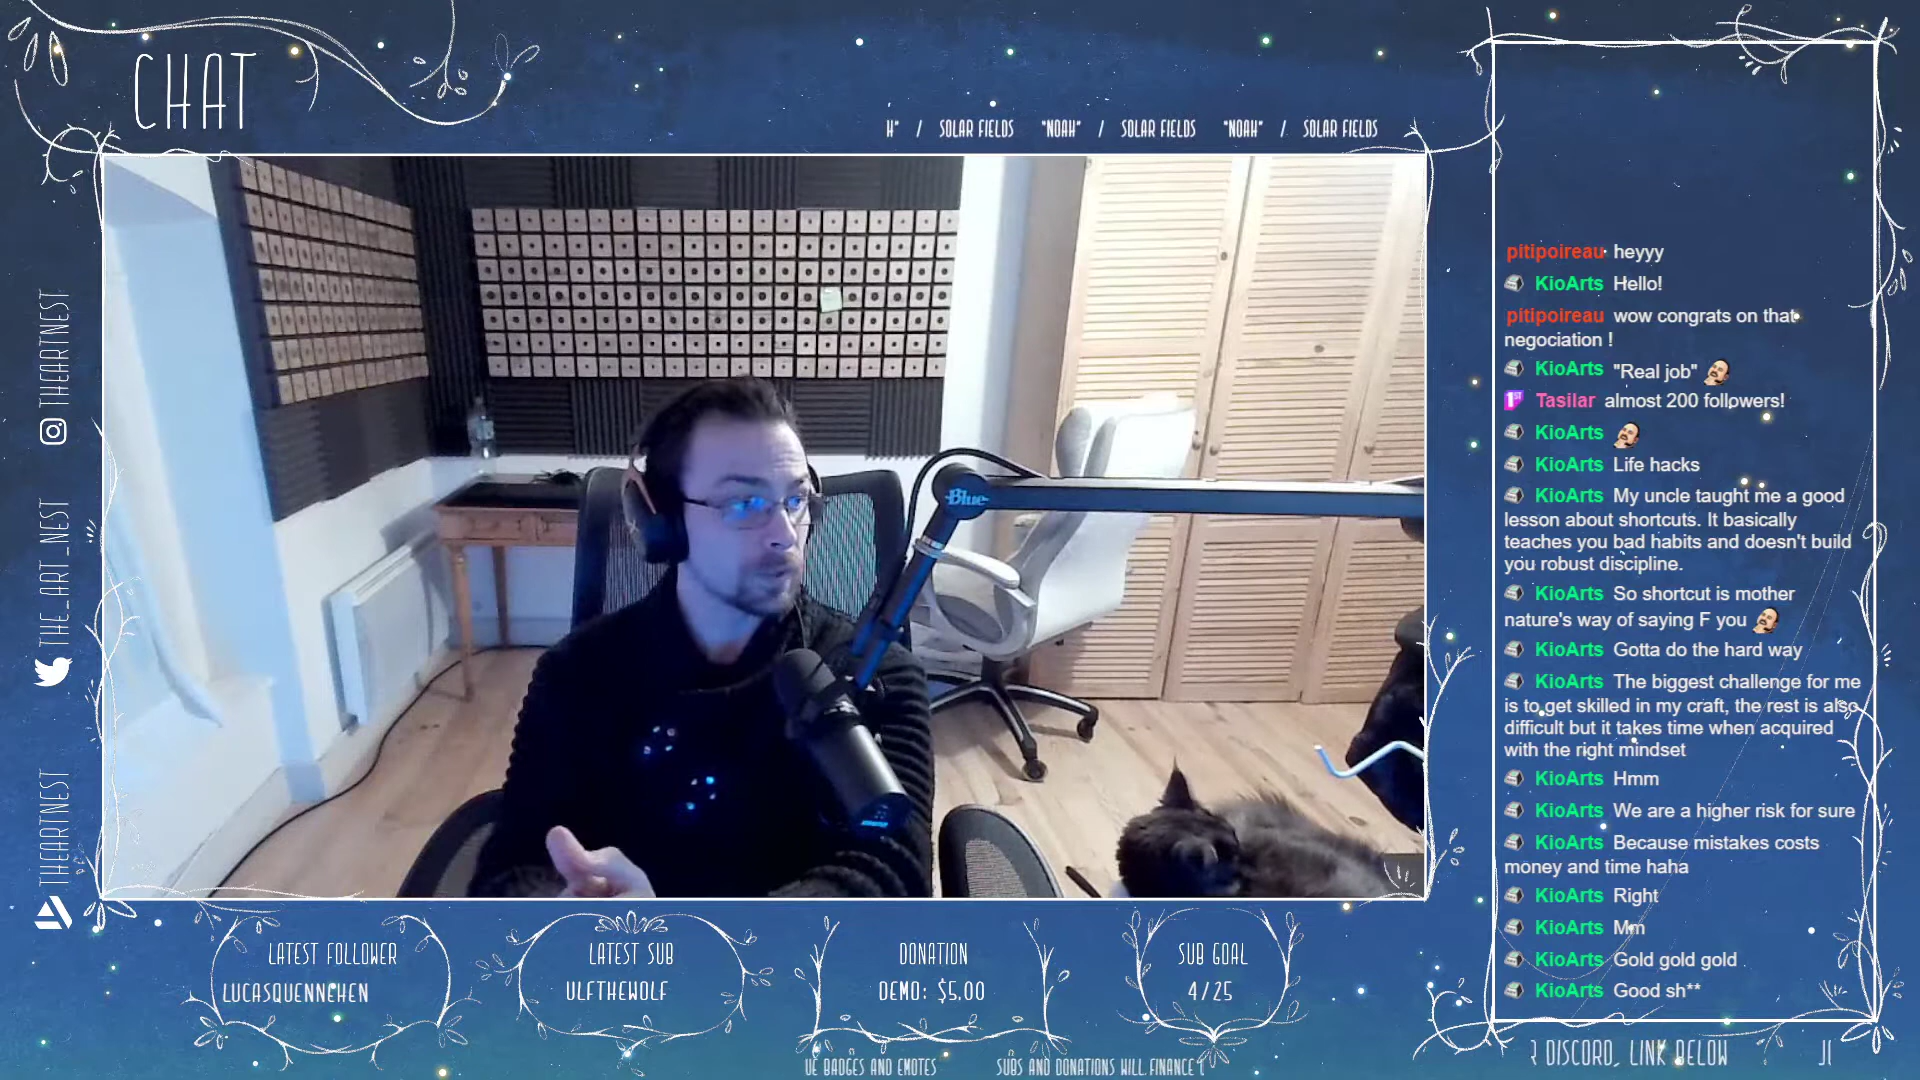 CHAT
H" / SOLAR FIELDS "NOAH" / SOLAR FIELDS "NOAH" / SOLAR FIELDS
THEARTNEST
THE_ART_NEST
THEARTNEST
Blue
pitipoireau heyyy
KioArts Hello!
pitipoireau wow congrats on that
negociation !
KioArts "Real job"
1ST Tasilar almost 200 followers!
KioArts
KioArts Life hacks
KioArts My uncle taught me a good
lesson about shortcuts. It basically
teaches you bad habits and doesn't build
you robust discipline.
KioArts So shortcut is mother
nature's way of saying F you
KioArts Gotta do the hard way
KioArts The biggest challenge for me
is to get skilled in my craft, the rest is also
difficult but it takes time when acquired
with the right mindset
KioArts Hmm
KioArts We are a higher risk for sure
KioArts Because mistakes costs
money and time haha
KioArts Right
KioArts Mm
KioArts Gold gold gold
KioArts Good sh**
LATEST FOLLOWER
LUCASQUENNEHEN
LATEST SUB
ULFTHEWOLF
DONATION
DEMO: $5.00
SUB GOAL
4/25
UE BADGES AND EMOTES SUBS AND DONATIONS WILL FINANCE
R DISCORD, LINK BELOW